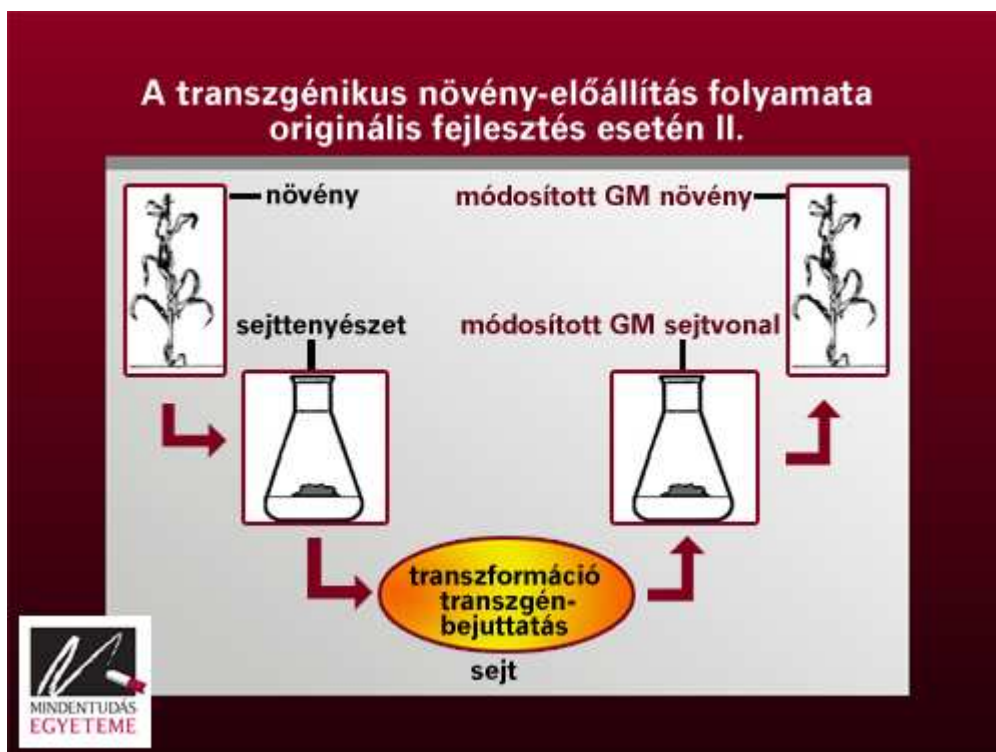 A transzgénikus növény-előállítás folyamata
originális fejlesztés esetén II.
növény
módosított GM növény
sejttenyészet
módosított GM sejtvonal
transzformáció
transzgén-
bejuttatás
sejt
MINDENTUDÁS
EGYETEME